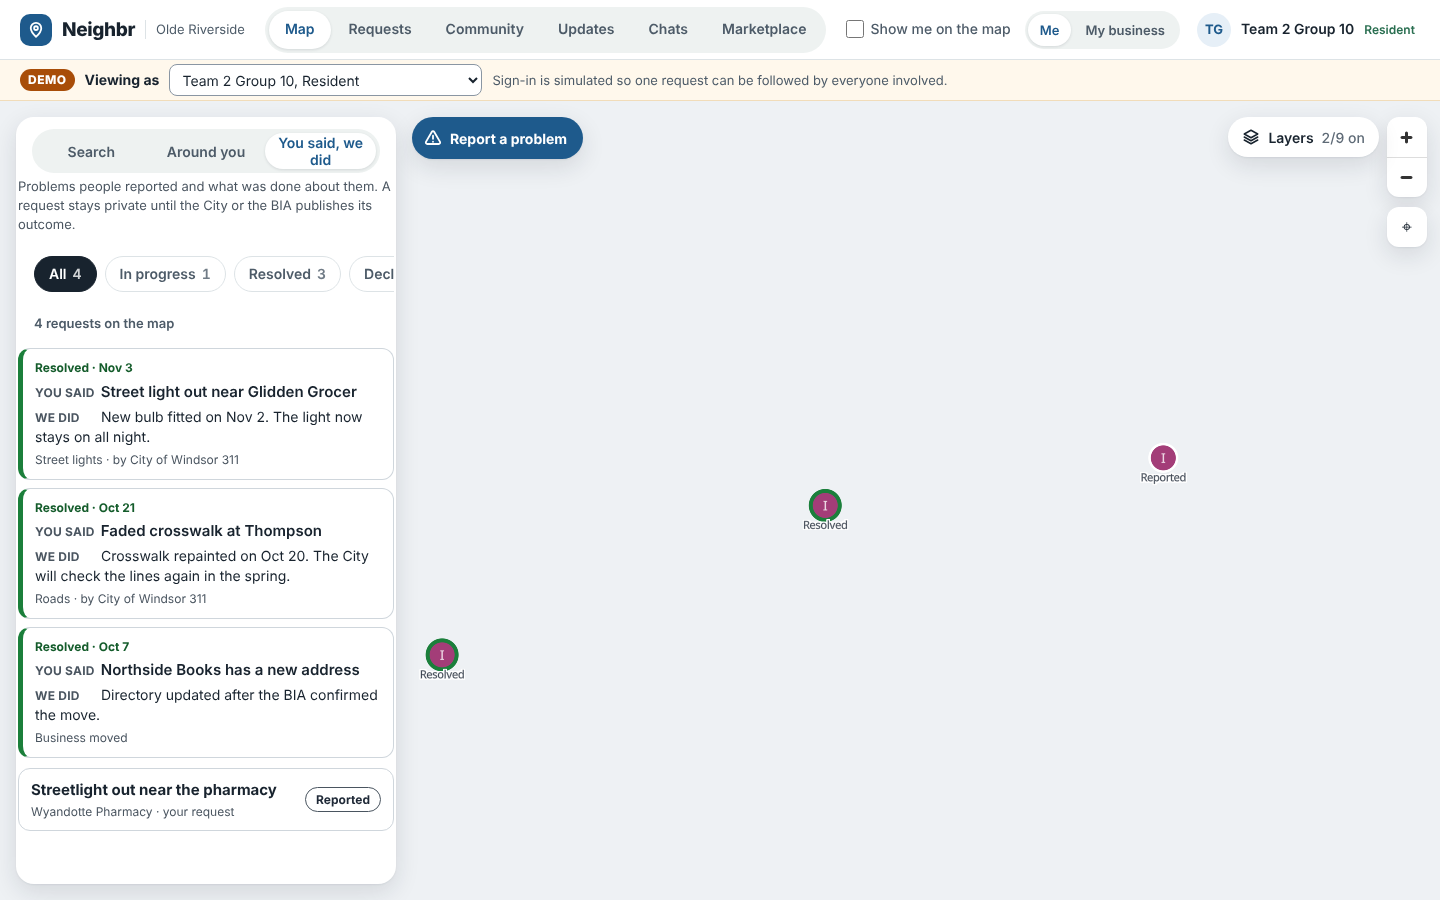 Neighbr
Olde Riverside
Map
Requests
Community
Updates
Chats
Marketplace
Show me on the map
Me
My business
TG
Team 2 Group 10
Resident
DEMO
Viewing as
Team 2 Group 10, Resident
Sign-in is simulated so one request can be followed by everyone involved.
Search
Around you
You said, we
did
Problems people reported and what was done about them. A
request stays private until the City or the BIA publishes its
outcome.
All 4
In progress 1
Resolved 3
Decl
4 requests on the map
Resolved · Nov 3
YOU SAID Street light out near Glidden Grocer
WE DID New bulb fitted on Nov 2. The light now
stays on all night.
Street lights · by City of Windsor 311
Resolved · Oct 21
YOU SAID Faded crosswalk at Thompson
WE DID Crosswalk repainted on Oct 20. The City
will check the lines again in the spring.
Roads · by City of Windsor 311
Resolved · Oct 7
YOU SAID Northside Books has a new address
WE DID Directory updated after the BIA confirmed
the move.
Business moved
Streetlight out near the pharmacy
Wyandotte Pharmacy · your request
Reported
Report a problem
Layers 2/9 on
+
−
I
Reported
I
Resolved
I
Resolved